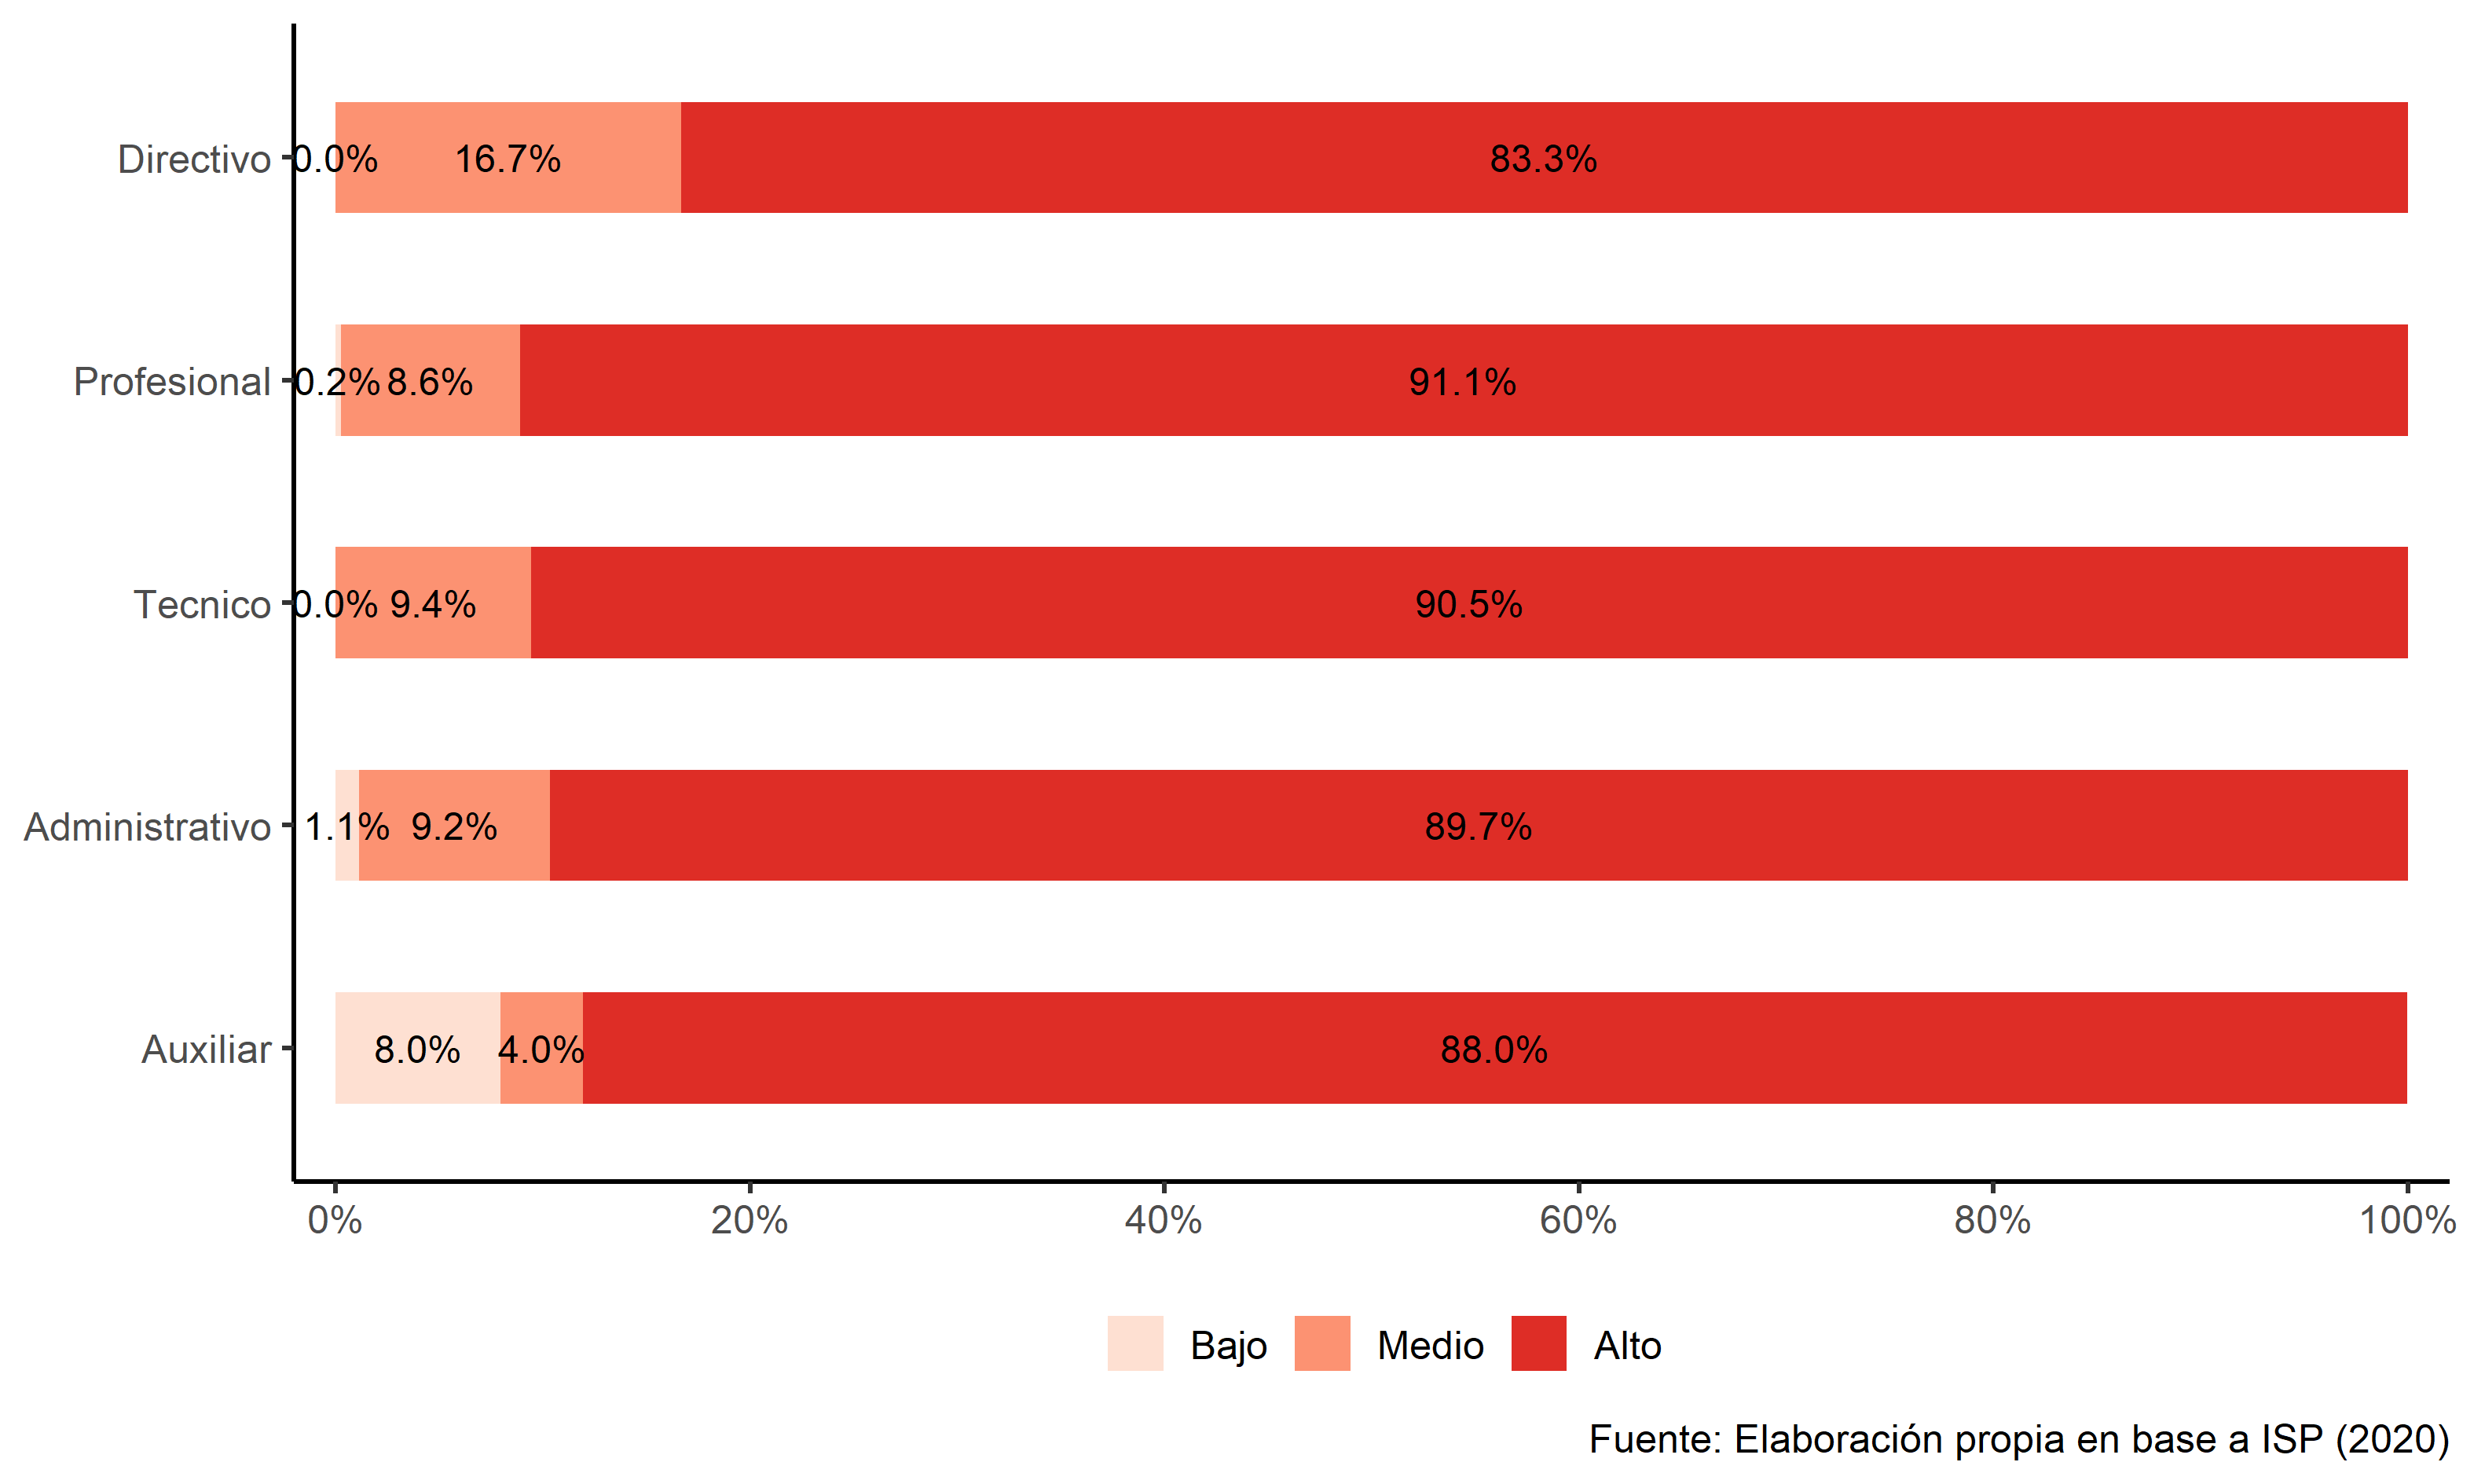 Directivo 0.0% 16.7% 83.3%
Profesional 0.2% 8.6% 91.1%
Tecnico 0.0% 9.4% 90.5%
Administrativo 1.1% 9.2% 89.7%
Auxiliar 8.0% 4.0% 88.0%
0% 20% 40% 60% 80% 100%
Bajo Medio Alto
Fuente: Elaboración propia en base a ISP (2020)